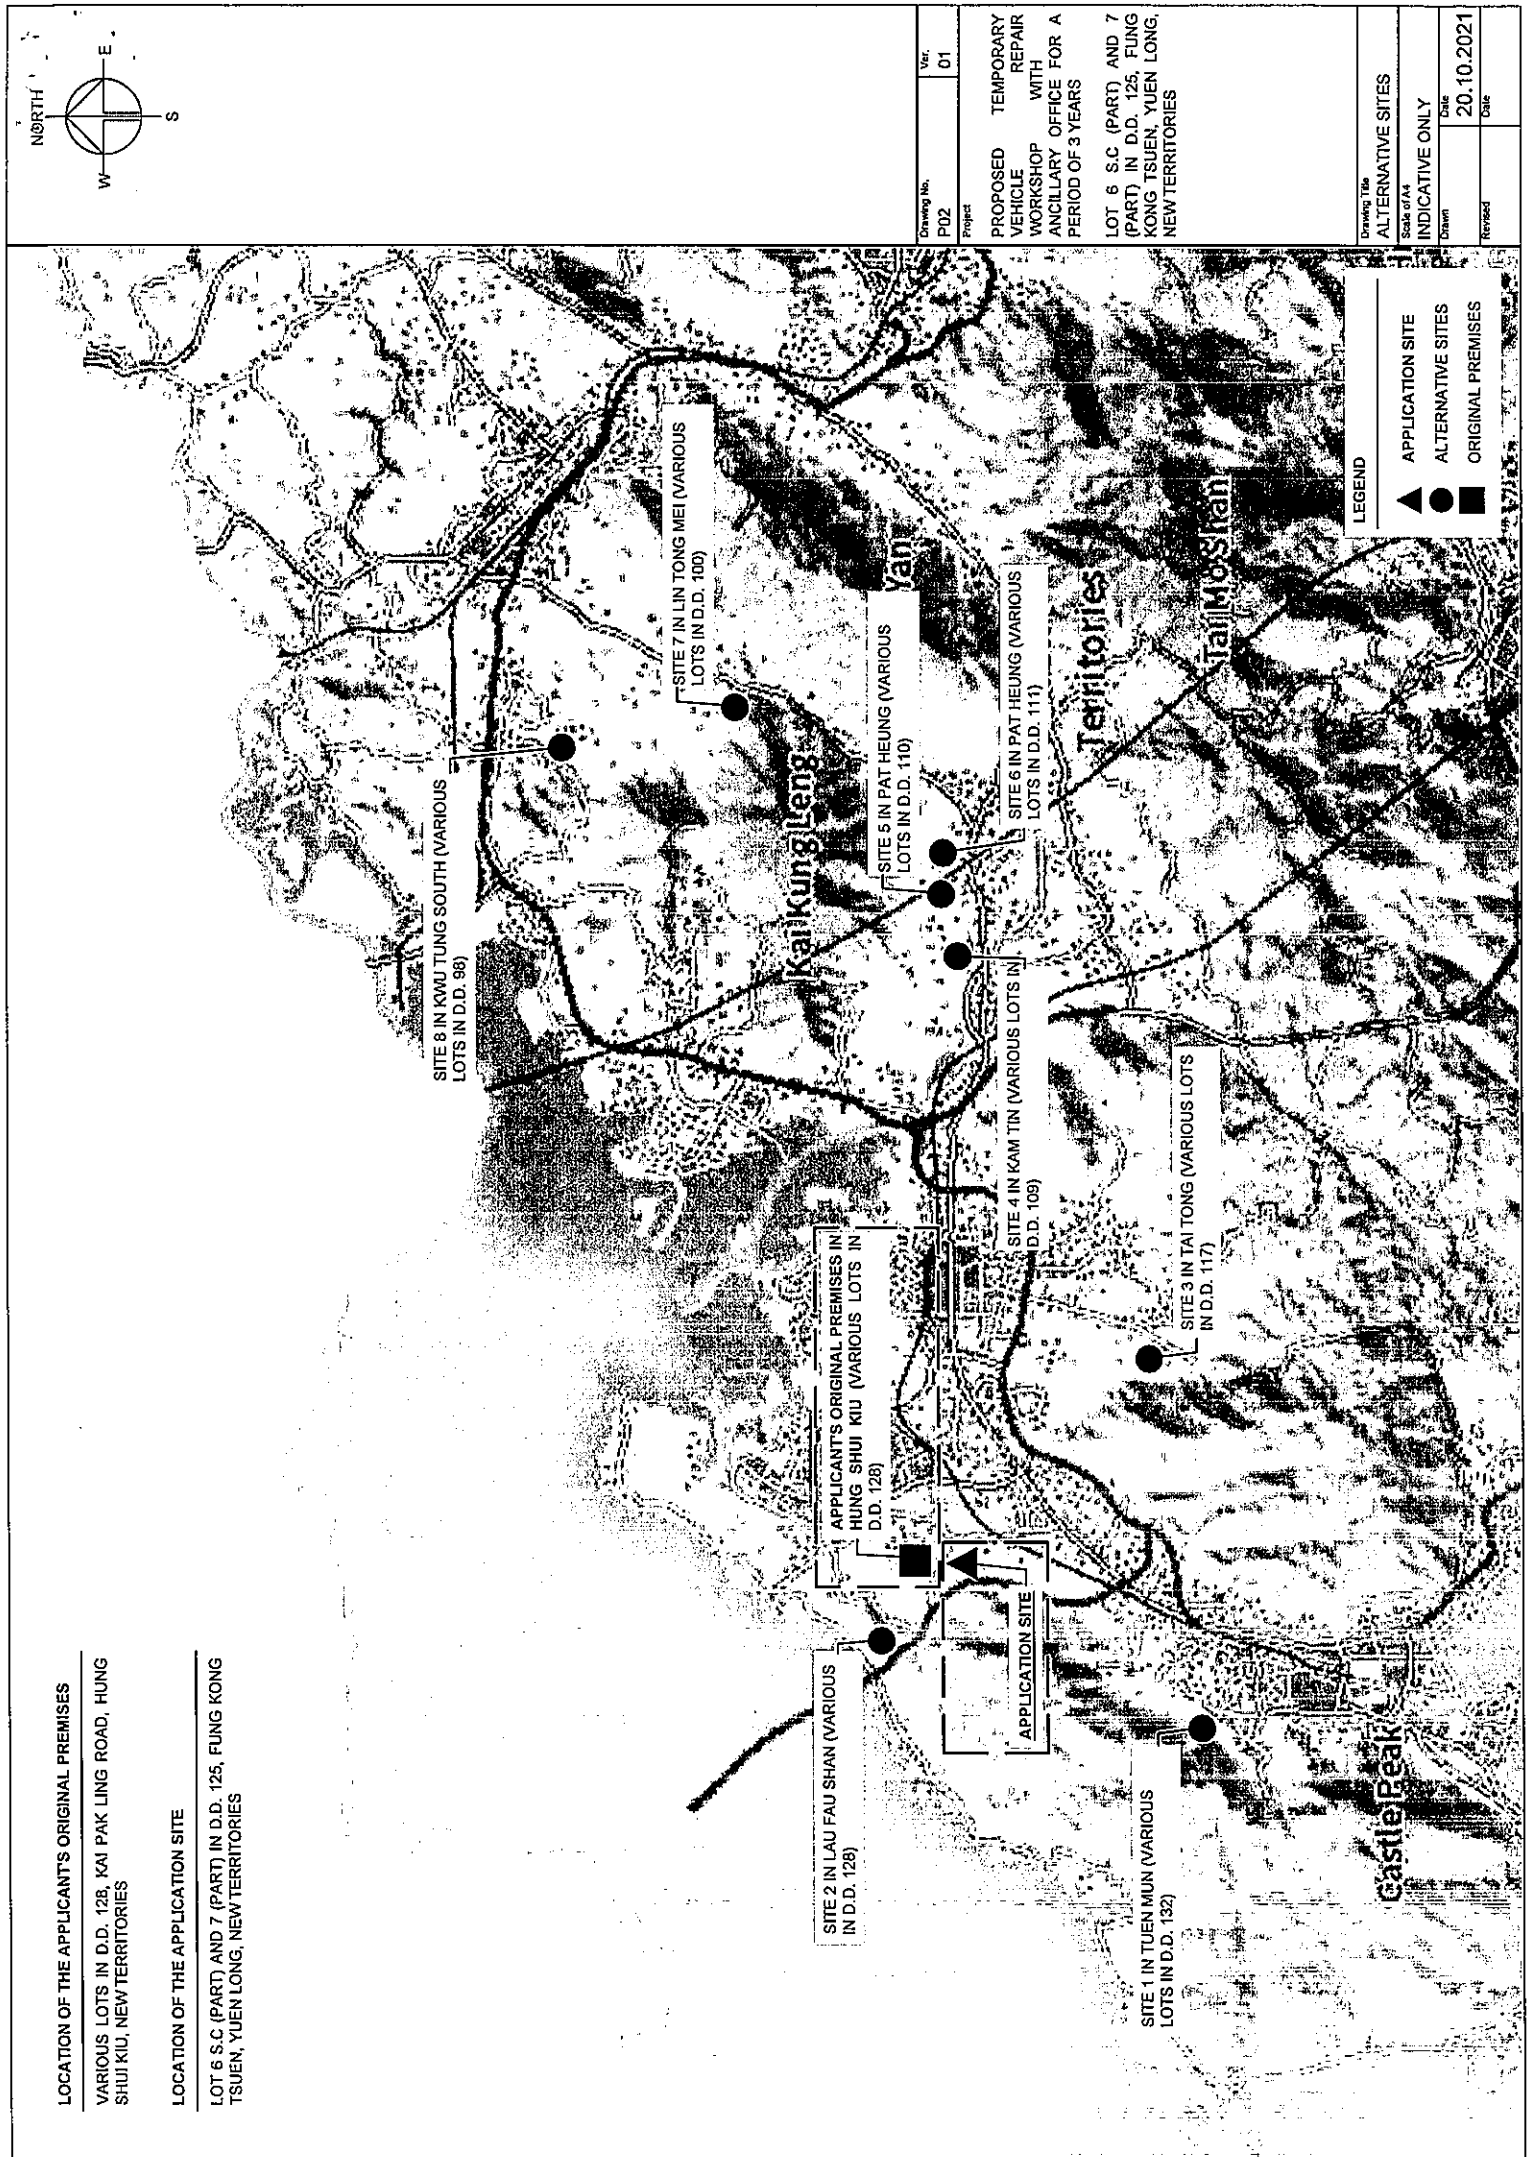 LOCATION OF THE APPLICANT'S ORIGINAL PREMISES
VARIOUS LOTS IN D.D. 128, KAI PAK LING ROAD, HUNG
SHUI KIU, NEW TERRITORIES
LOCATION OF THE APPLICATION SITE
LOT 6 S.C (PART) AND 7 (PART) IN D.D. 125, FUNG KONG
TSUEN, YUEN LONG, NEW TERRITORIES
NORTH
W
E
S
SITE 8 IN KWU TUNG SOUTH (VARIOUS
LOTS IN D.D. 98)
SITE 7 IN LIN TONG MEI (VARIOUS
LOTS IN D.D. 100)
Kai Kung Leng
SITE 5 IN PAT HEUNG (VARIOUS
LOTS IN D.D. 110)
Yan
SITE 6 IN PAT HEUNG (VARIOUS
LOTS IN D.D. 111)
SITE 4 IN KAM TIN (VARIOUS LOTS IN
D.D. 109)
Territories
Tai Mo Shan
APPLICANT'S ORIGINAL PREMISES IN
HUNG SHUI KIU (VARIOUS LOTS IN
D.D. 128)
SITE 2 IN LAU FAU SHAN (VARIOUS
IN D.D. 128)
APPLICATION SITE
SITE 3 IN TAI TONG (VARIOUS LOTS
IN D.D. 117)
SITE 1 IN TUEN MUN (VARIOUS
LOTS IN D.D. 132)
Castle Peak
LEGEND
APPLICATION SITE
ALTERNATIVE SITES
ORIGINAL PREMISES
Drawing No.
P02
Ver.
01
Project
PROPOSED TEMPORARY
VEHICLE REPAIR
WORKSHOP WITH
ANCILLARY OFFICE FOR A
PERIOD OF 3 YEARS
LOT 6 S.C (PART) AND 7
(PART) IN D.D. 125, FUNG
KONG TSUEN, YUEN LONG,
NEW TERRITORIES
Drawing Title
ALTERNATIVE SITES
Scale of A4
INDICATIVE ONLY
Drawn
Date
20.10.2021
Revised
Date